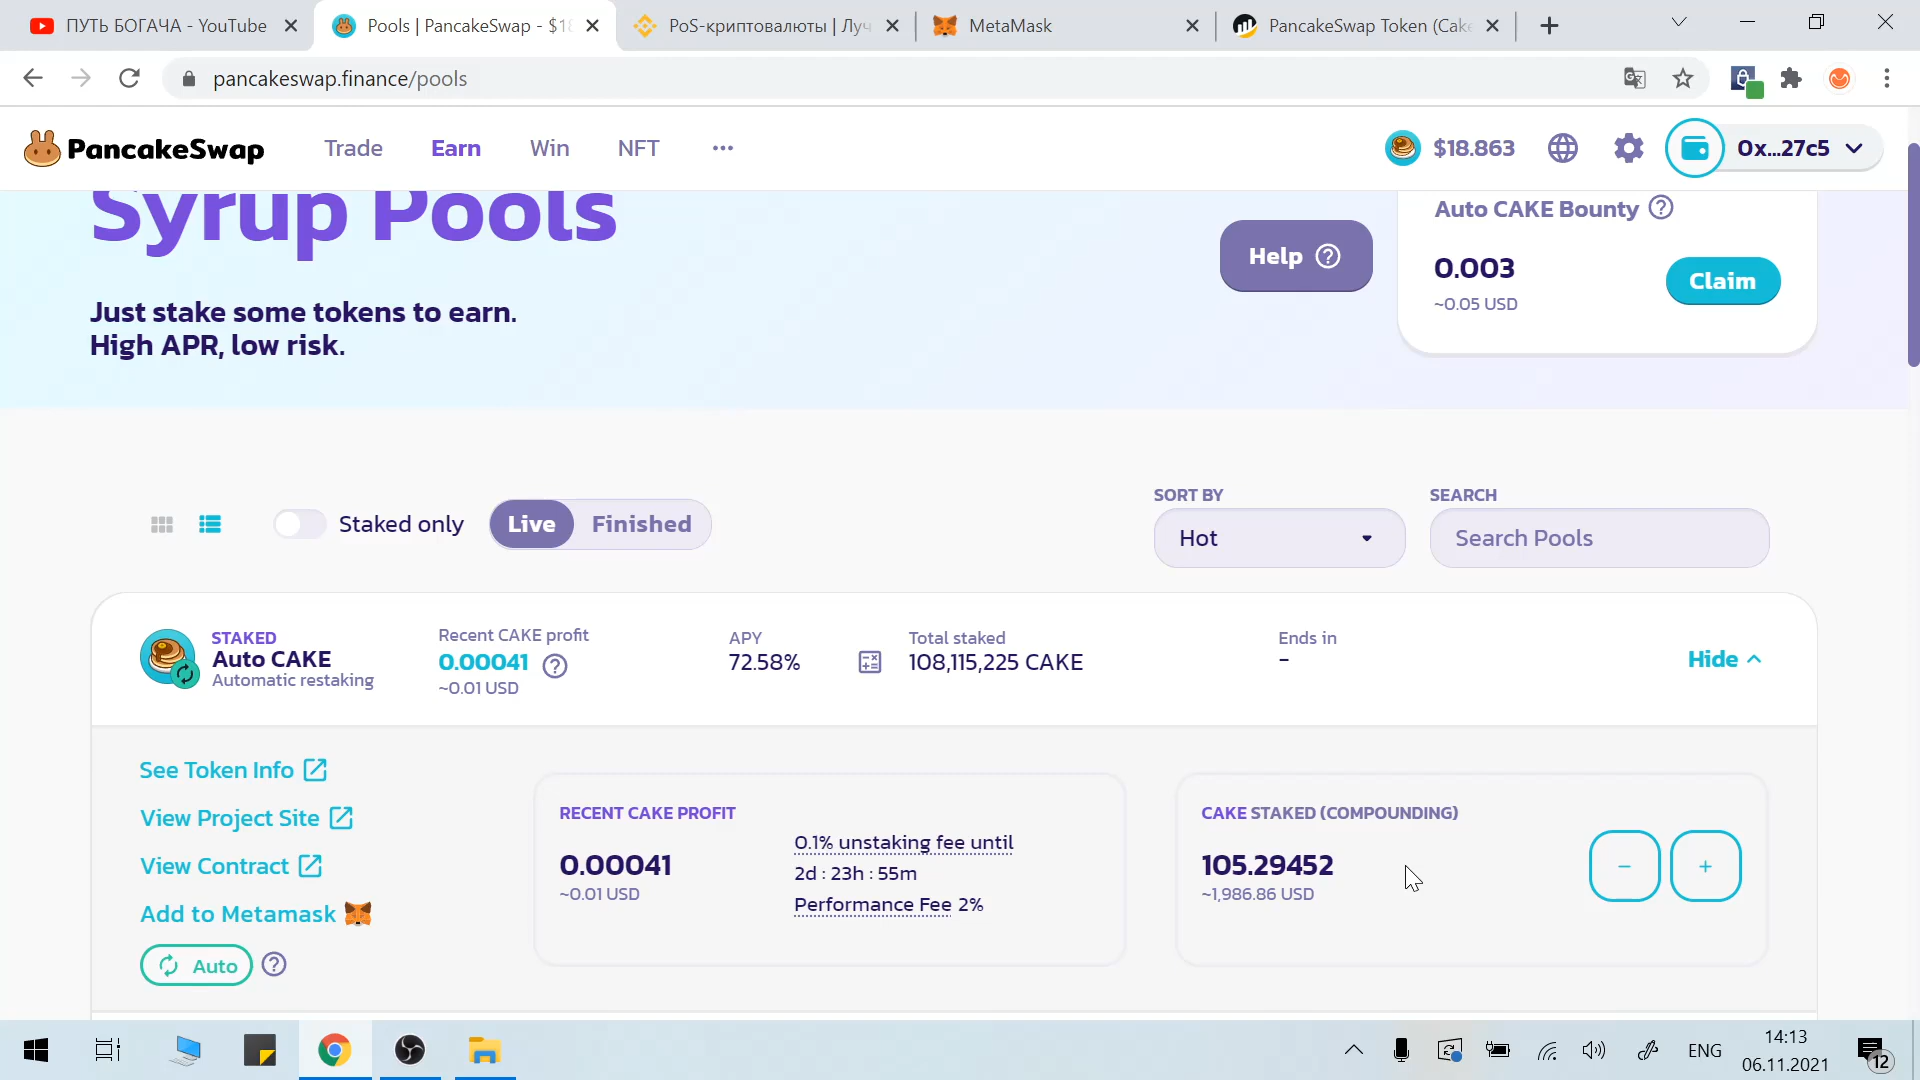 ПУТЬ БОГАЧА - YouTube
Pools | PancakeSwap - $18
PoS-криптовалюты | Луч
MetaMask
PancakeSwap Token (Cake
pancakeswap.finance/pools
PancakeSwap
Trade
Earn
Win
NFT
$18.863
0x...27c5
Syrup Pools
Just stake some tokens to earn.
High APR, low risk.
Help
Auto CAKE Bounty
0.003
~0.05 USD
Claim
Staked only
Live
Finished
SORT BY
Hot
SEARCH
Search Pools
STAKED
Auto CAKE
Automatic restaking
Recent CAKE profit
0.00041
~0.01 USD
APY
72.58%
Total staked
108,115,225 CAKE
Ends in
-
Hide
See Token Info
View Project Site
View Contract
Add to Metamask
Auto
RECENT CAKE PROFIT
0.00041
~0.01 USD
0.1% unstaking fee until
2d : 23h : 55m
Performance Fee 2%
CAKE STAKED (COMPOUNDING)
105.29452
~1,986.86 USD
ENG
14:13
06.11.2021
12